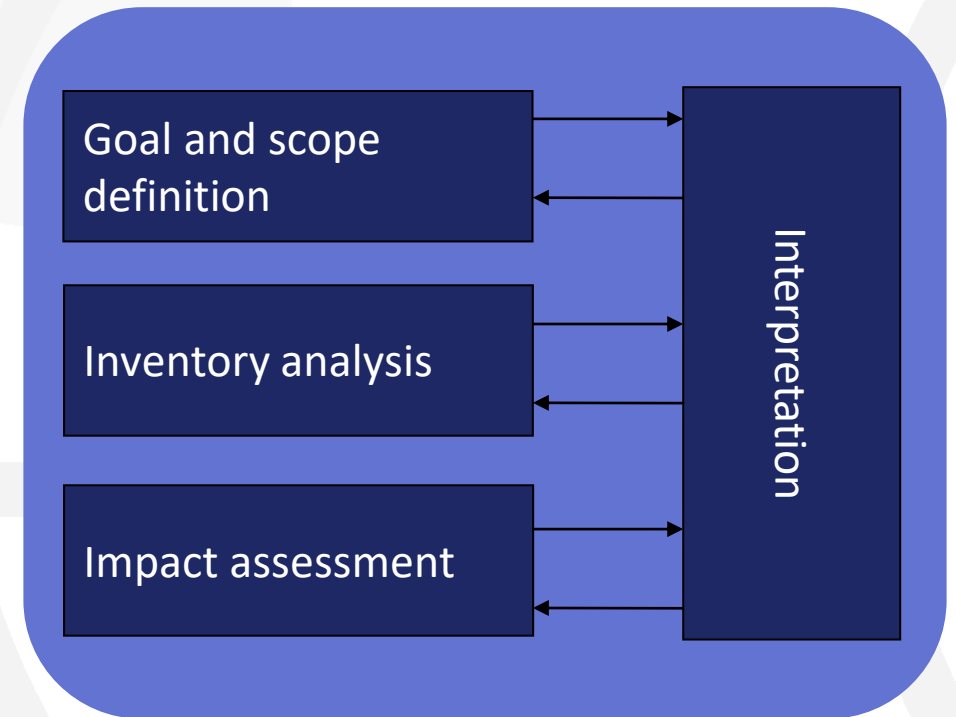 Goal and scope
definition
Inventory analysis
Impact assessment
Interpretation